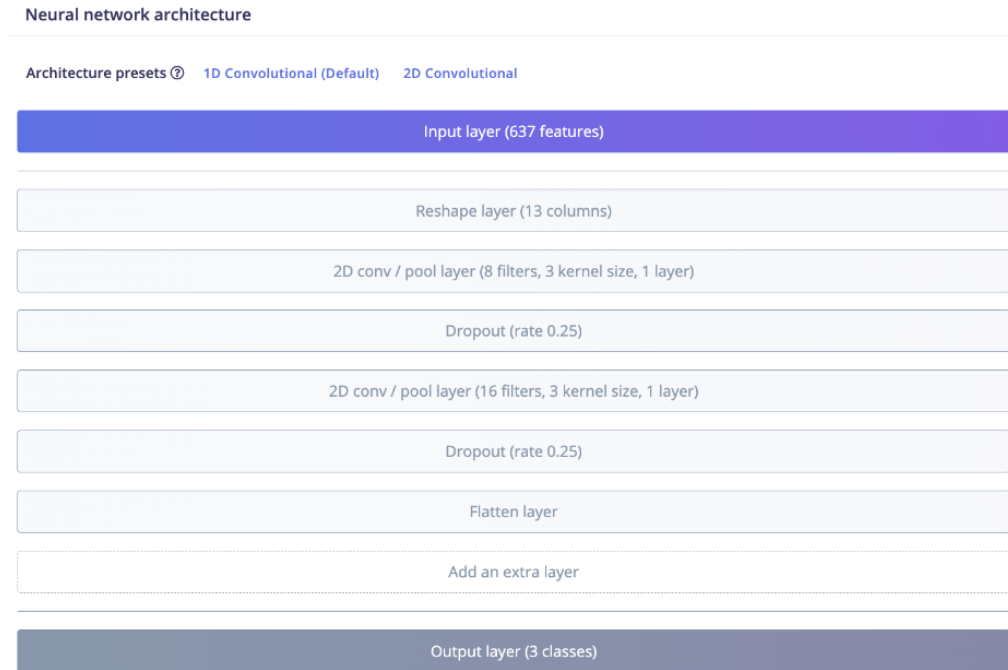 Neural network architecture
Architecture presets ? 1D Convolutional (Default) 2D Convolutional
Input layer (637 features)
Reshape layer (13 columns)
2D conv / pool layer (8 filters, 3 kernel size, 1 layer)
Dropout (rate 0.25)
2D conv / pool layer (16 filters, 3 kernel size, 1 layer)
Dropout (rate 0.25)
Flatten layer
Add an extra layer
Output layer (3 classes)